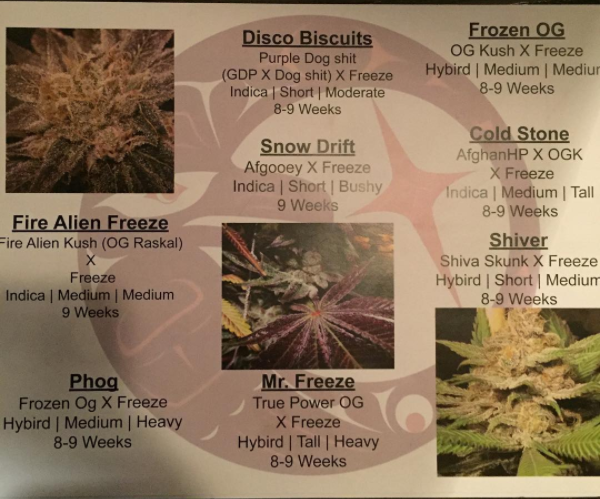 Disco Biscuits
Purple Dog shit
(GDP X Dog shit) X Freeze
Indica | Short | Moderate
8-9 Weeks
Frozen OG
OG Kush X Freeze
Hybird | Medium | Medium
8-9 Weeks
Snow Drift
Afgooey X Freeze
Indica | Short | Bushy
9 Weeks
Cold Stone
AfghanHP X OGK
X Freeze
Indica | Medium | Tall
8-9 Weeks
Fire Alien Freeze
Fire Alien Kush (OG Raskal)
X
Freeze
Indica | Medium | Medium
9 Weeks
Shiver
Shiva Skunk X Freeze
Hybird | Short | Medium
8-9 Weeks
Phog
Frozen Og X Freeze
Hybird | Medium | Heavy
8-9 Weeks
Mr. Freeze
True Power OG
X Freeze
Hybird | Tall | Heavy
8-9 Weeks